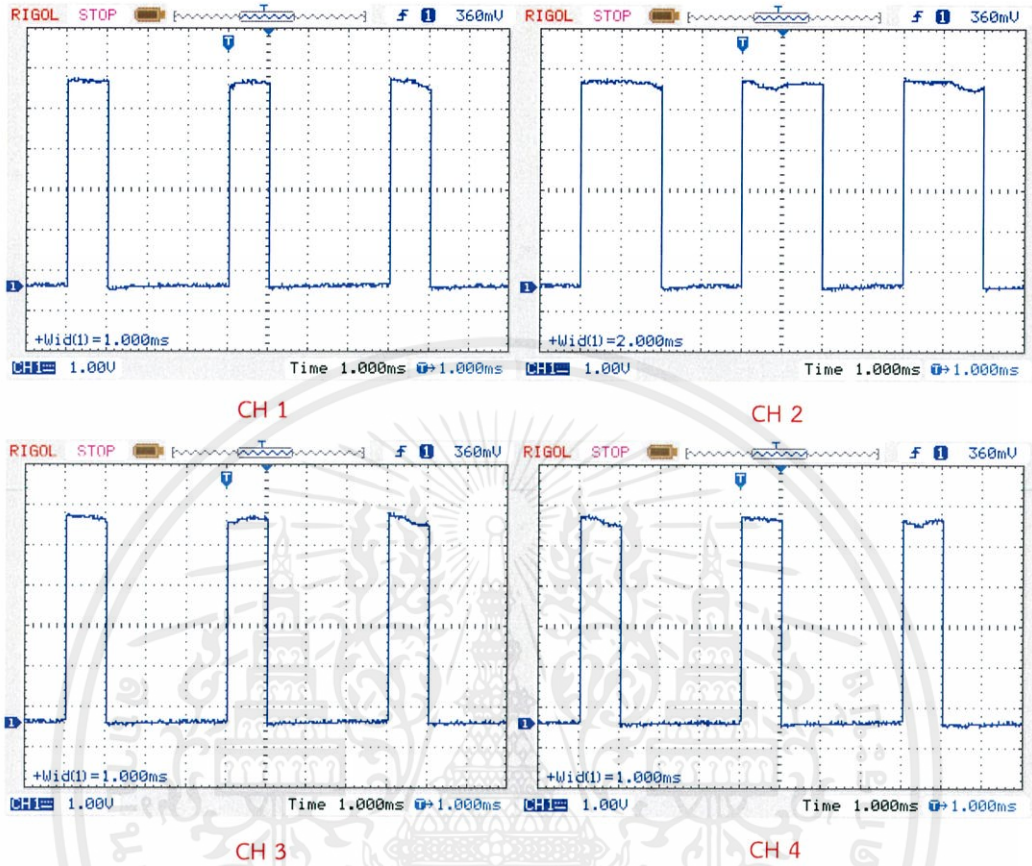 RIGOL STOP T f 1 360mV
T
1
+Wid(1)=1.000ms
CH1 1.00V Time 1.000ms T→1.000ms
CH 1
RIGOL STOP T f 1 360mV
T
1
+Wid(1)=2.000ms
CH1 1.00V Time 1.000ms T→1.000ms
CH 2
RIGOL STOP T f 1 360mV
T
1
+Wid(1)=1.000ms
CH1 1.00V Time 1.000ms T→1.000ms
CH 3
RIGOL STOP T f 1 360mV
T
1
+Wid(1)=1.000ms
CH1 1.00V Time 1.000ms T→1.000ms
CH 4